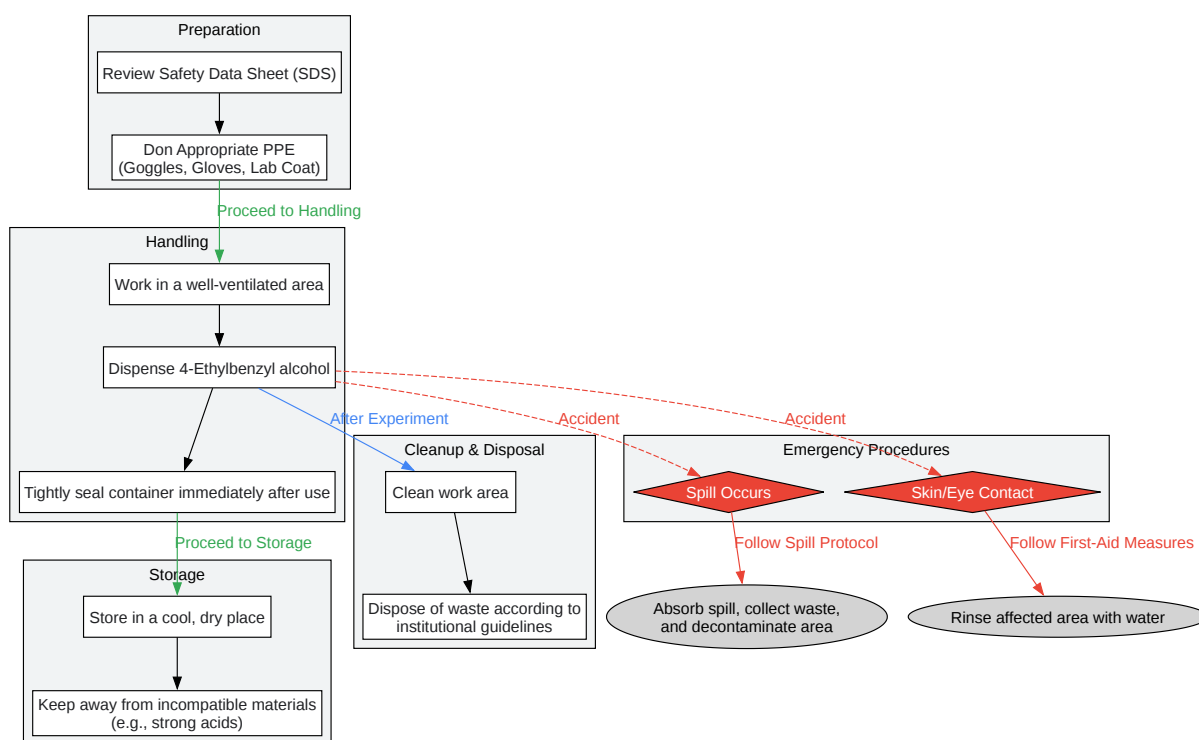 Preparation
Review Safety Data Sheet (SDS)
Don Appropriate PPE
(Goggles, Gloves, Lab Coat)
Proceed to Handling
Handling
Work in a well-ventilated area
Dispense 4-Ethylbenzyl alcohol
After Experiment
Accident
Accident
Tightly seal container immediately after use
Cleanup & Disposal
Clean work area
Emergency Procedures
Spill Occurs
Skin/Eye Contact
Proceed to Storage
Follow Spill Protocol
Follow First-Aid Measures
Storage
Store in a cool, dry place
Dispose of waste according to
institutional guidelines
Absorb spill, collect waste,
and decontaminate area
Rinse affected area with water
Keep away from incompatible materials
(e.g., strong acids)